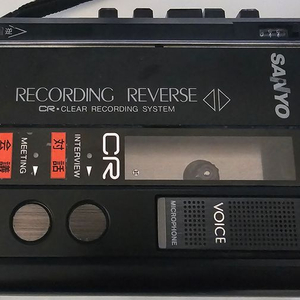 SANYO
RECORDING REVERSE
CR•CLEAR RECORDING SYSTEM
CR
INTERVIEW
対話
MEETING
会議
VOICE
MICROPHONE